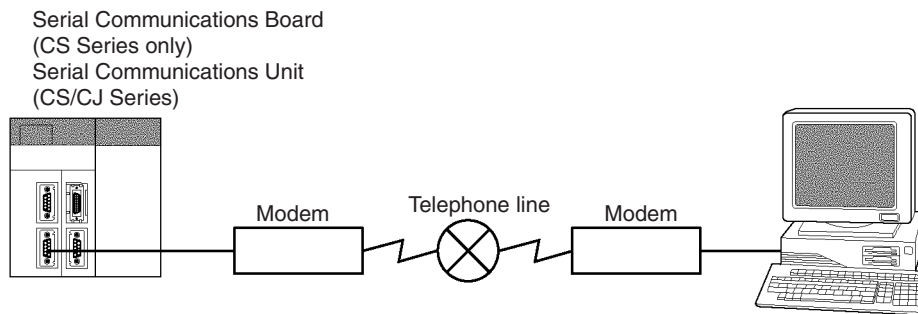 Serial Communications Board
(CS Series only)
Serial Communications Unit
(CS/CJ Series)
Modem
Telephone line
Modem